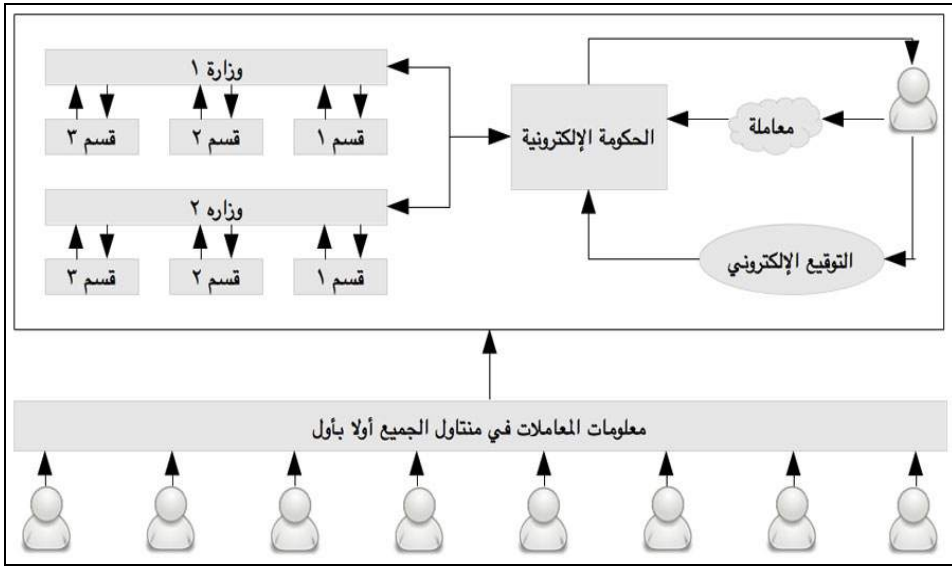 وزارة ١
قسم ١
قسم ٢
قسم ٣
الحكومة الإلكترونية
معاملة
وزاره ٢
قسم ١
قسم ٢
قسم ٣
التوقيع الإلكتروني
معلومات المعاملات في منتاول الجميع أولا بأول